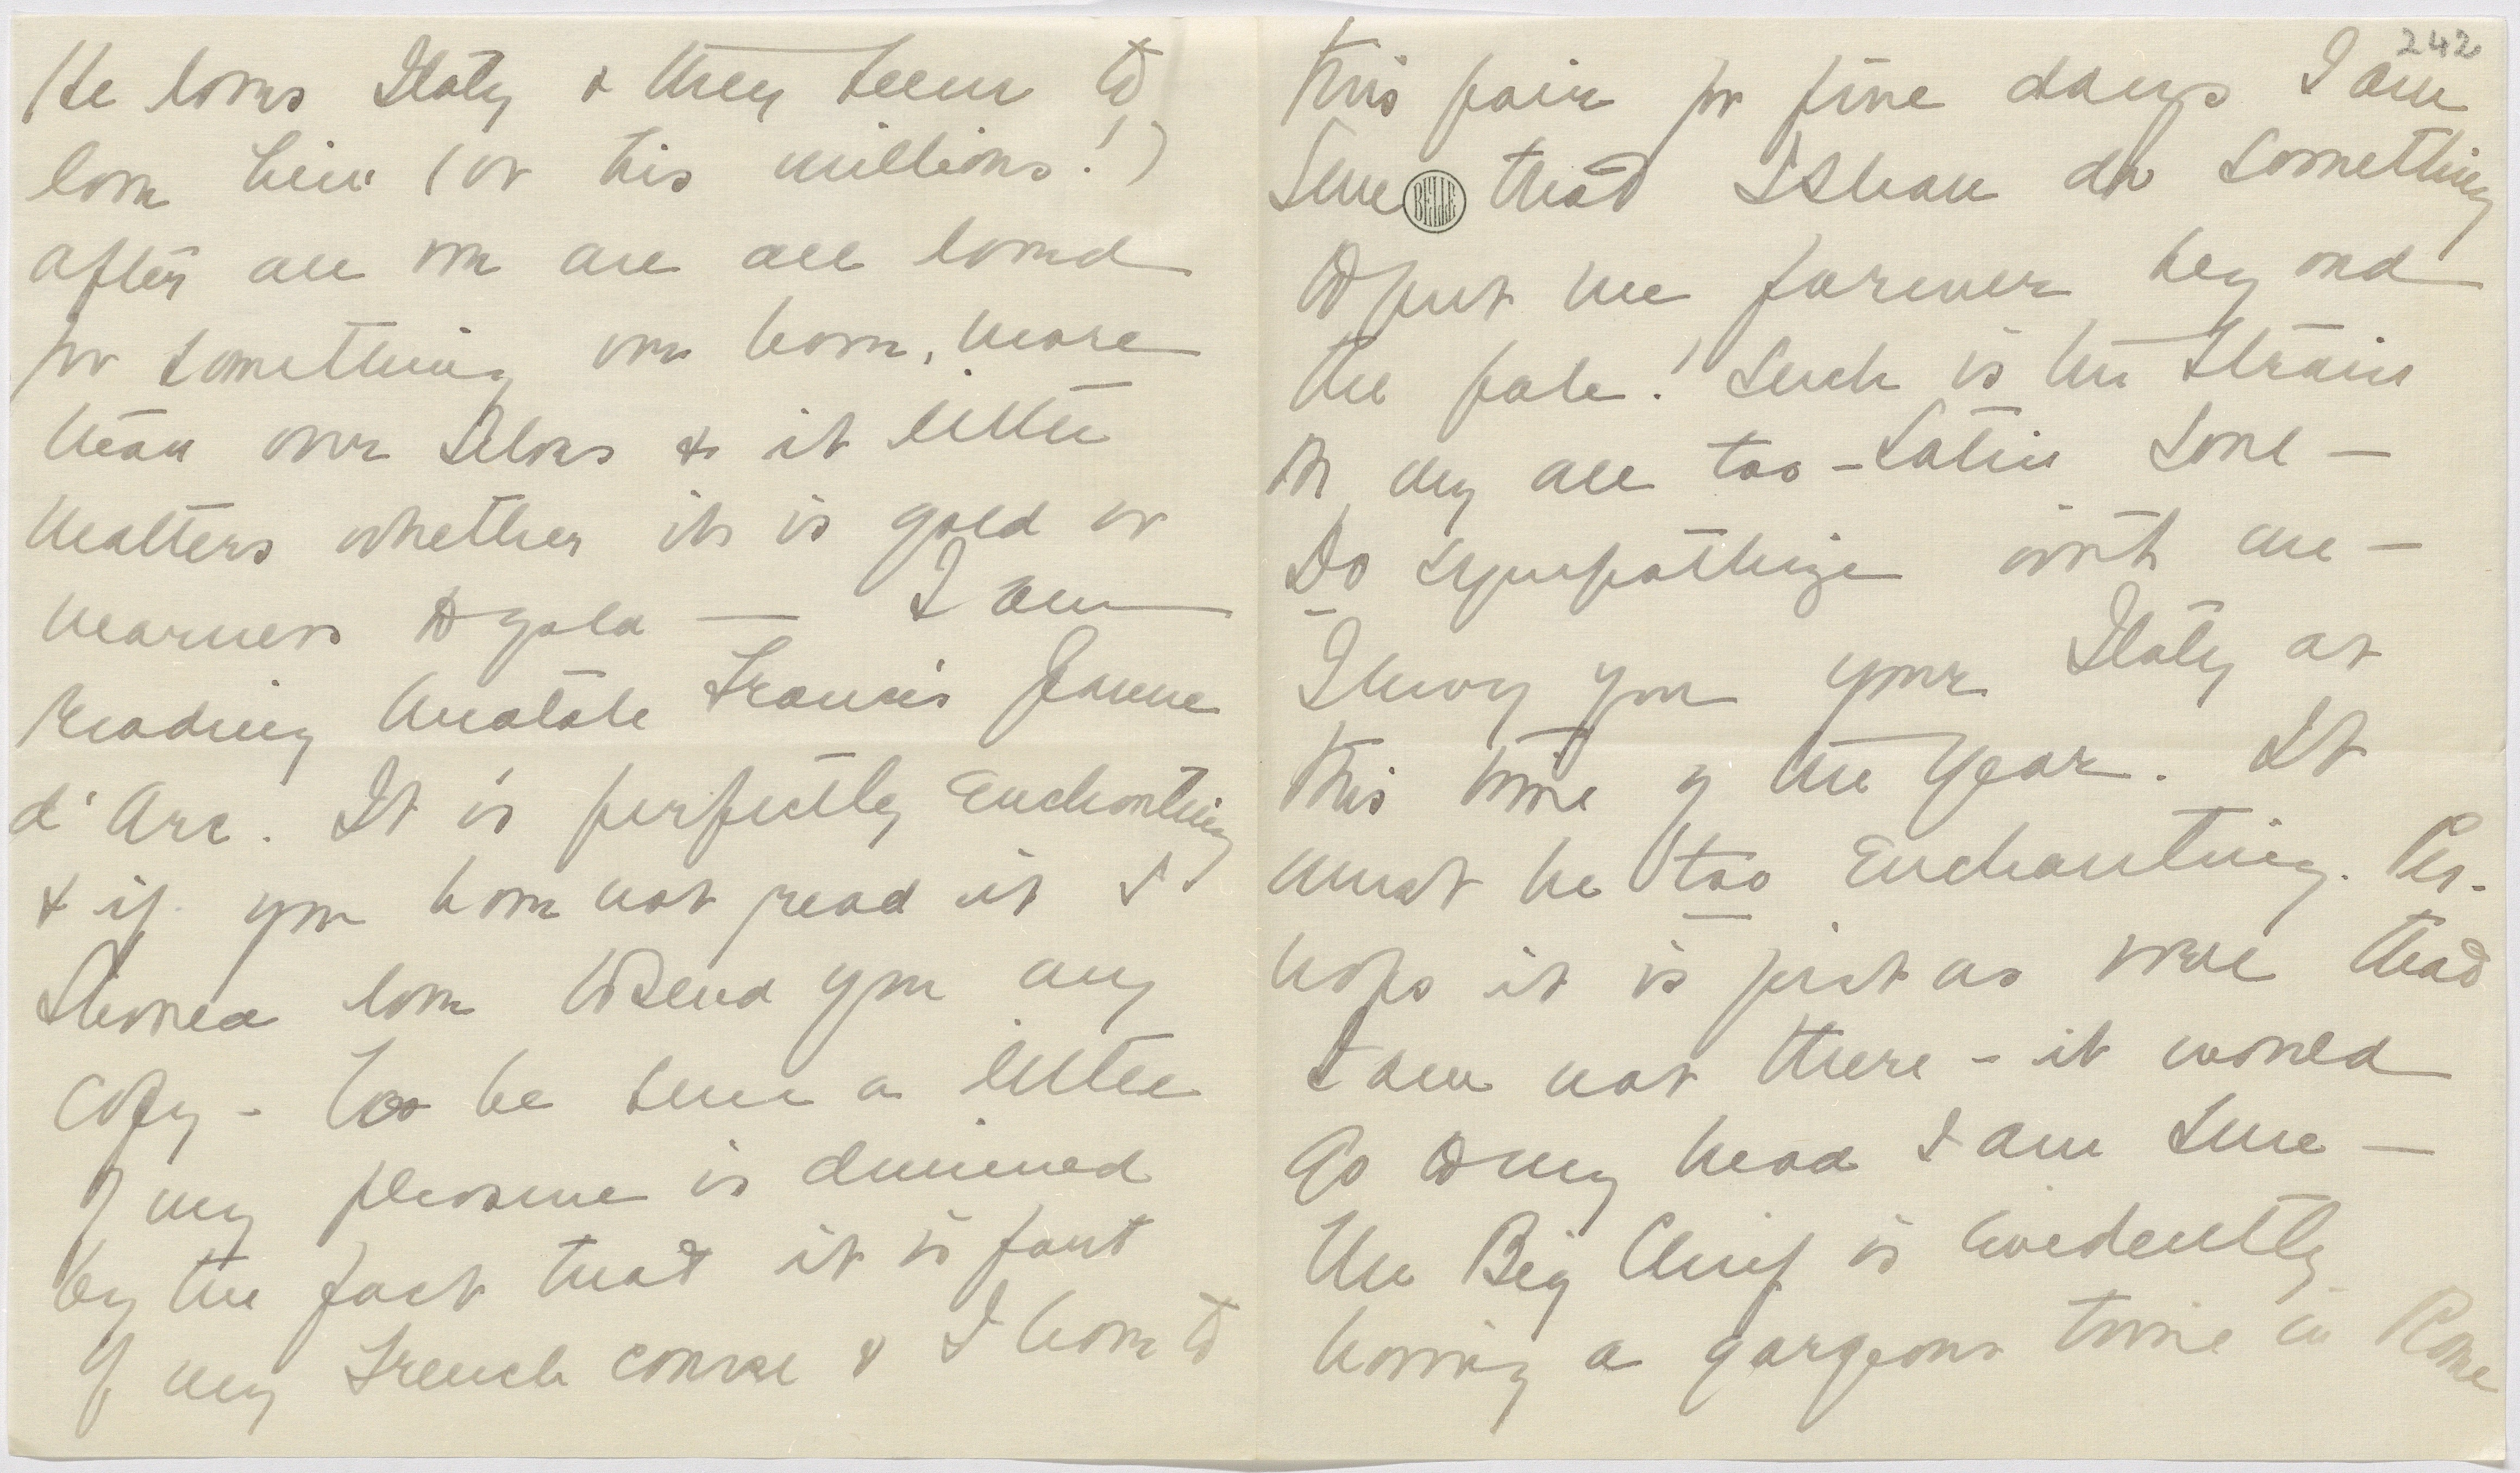 He loves Italy & they seem to
love him (or his millions!)
after all we are all loved
for something we have, more
than our selves & it little
matters whether it is gold or
nearness to gold — I am
reading Anatole France's Jeanne
d'Arc. It is perfectly enchanting
& if you have not read it I
should love to send you my
copy - To be sure a little
of my pleasure is dimmed
by the fact that it is part
of my French course & I have to
242
this pair for five days I am
sure that I shall do something
BELLE
to put me forever beyond
the pale! Such is the strain
on my all too-Latin soul —
Do sympathize with me —
I envy you your Italy at
this time of the year. It
must be too enchanting. Per-
haps it is just as well that
I am not there - it would
Go to my head I am sure —
The Big Chief is evidently
having a gorgeous time in Rome